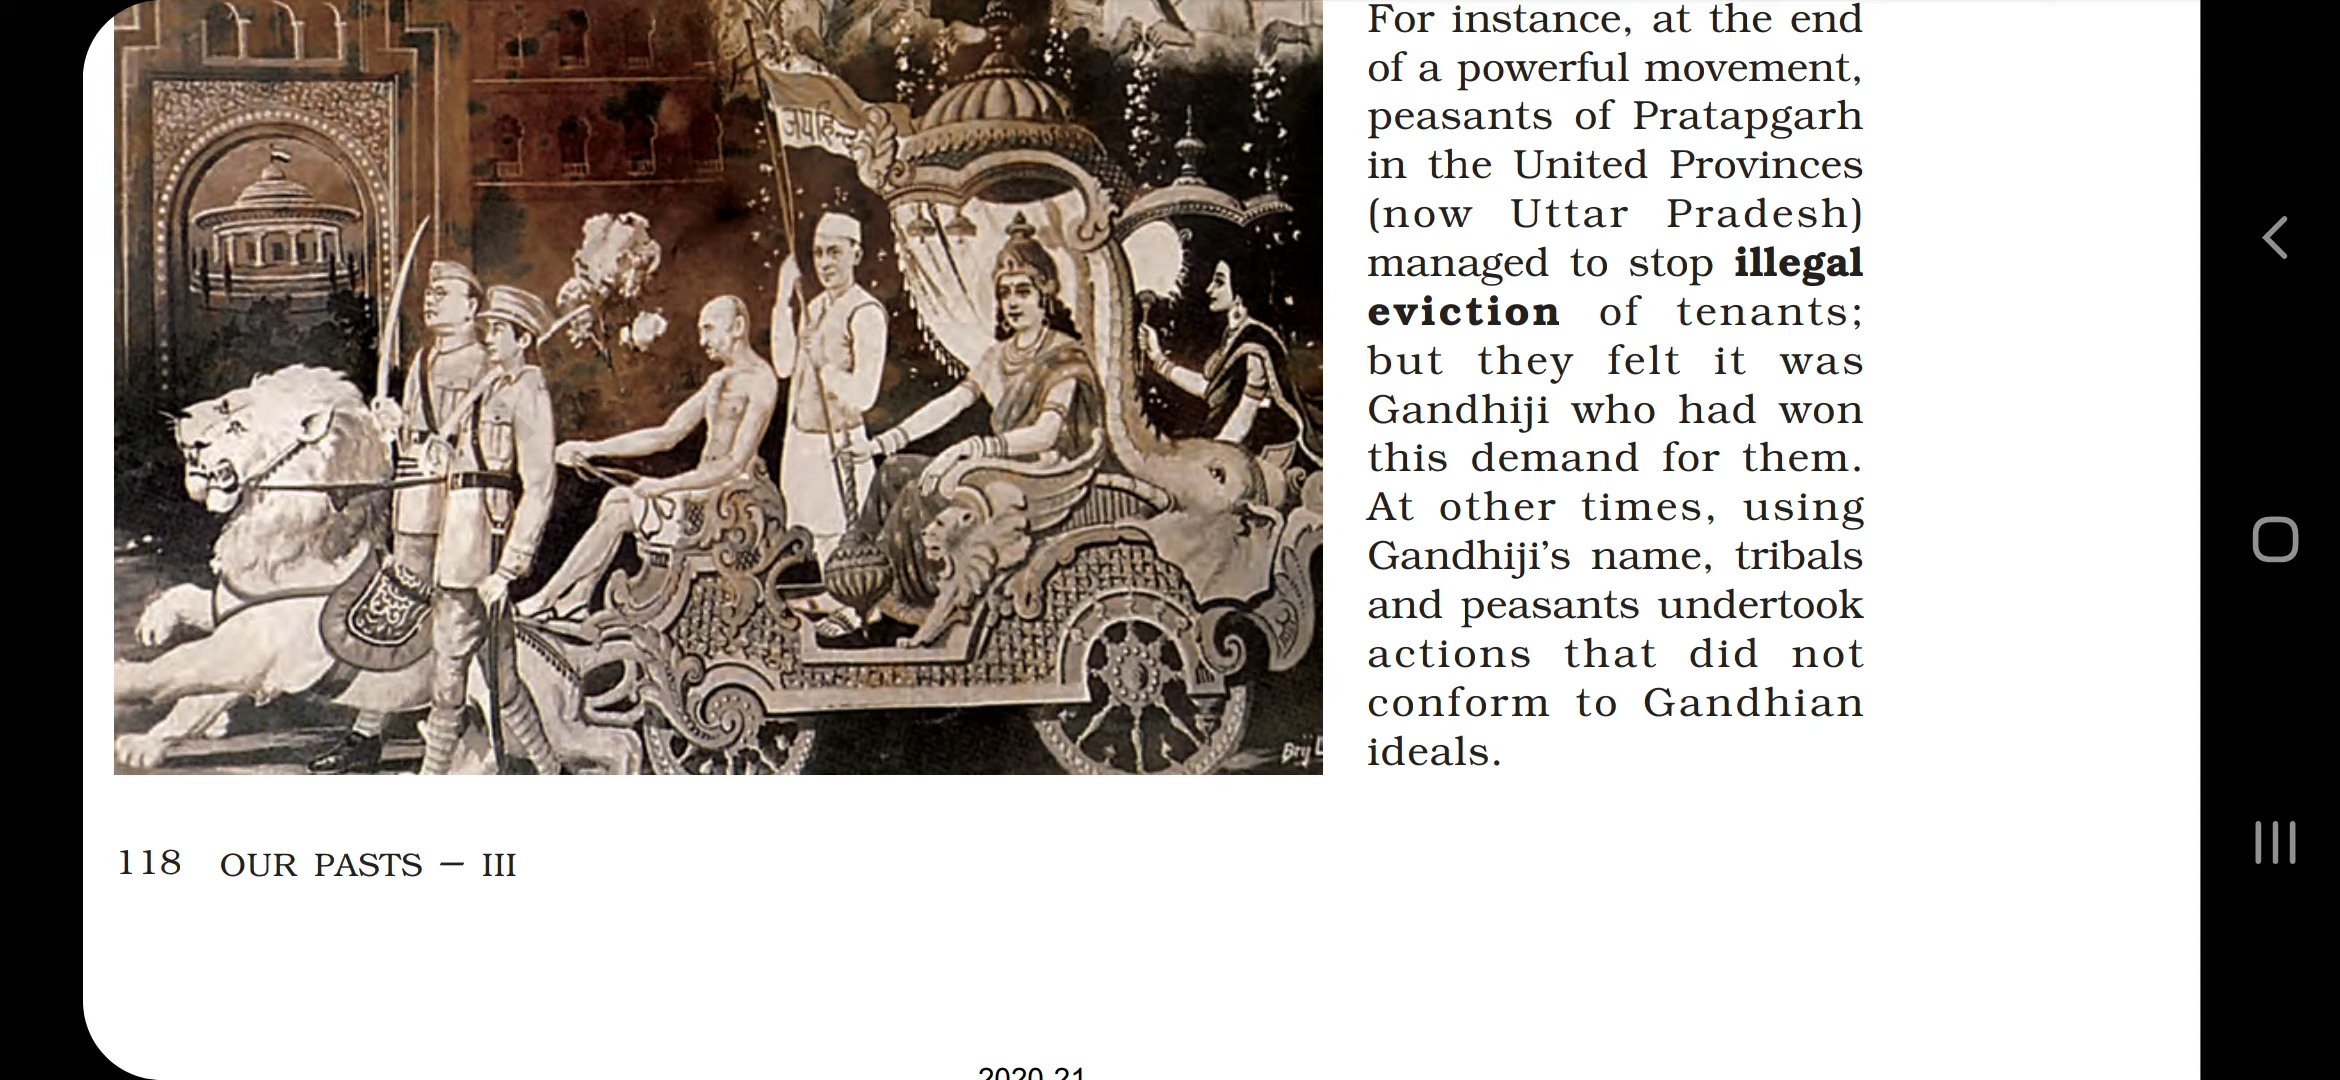 जयहिन्द
For instance, at the end
of a powerful movement,
peasants of Pratapgarh
in the United Provinces
(now Uttar Pradesh)
managed to stop illegal
eviction of tenants;
but they felt it was
Gandhiji who had won
this demand for them.
At other times, using
Gandhiji’s name, tribals
and peasants undertook
actions that did not
conform to Gandhian
ideals.
Brij
118 OUR PASTS – III
2020-21